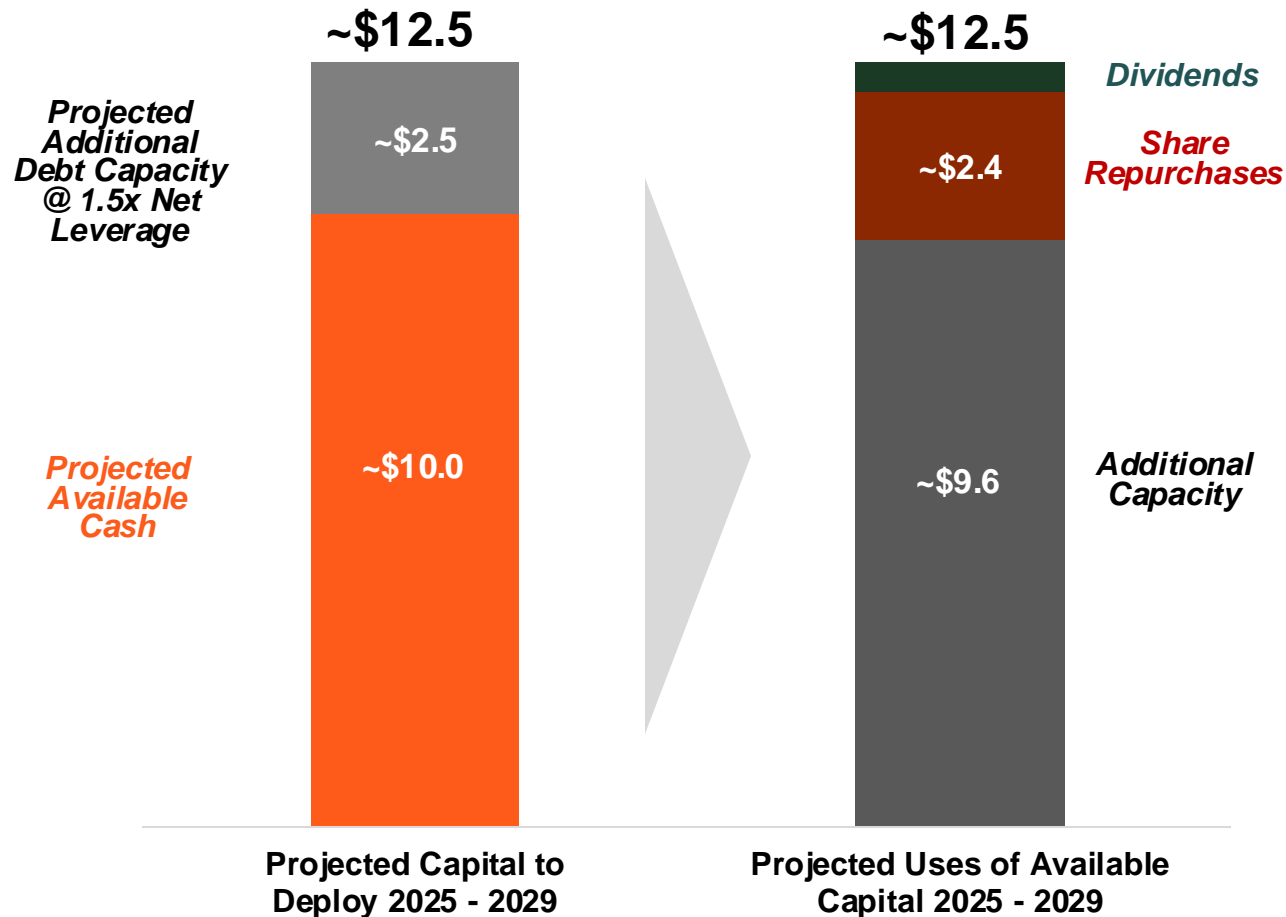 ~$12.5
~$12.5
Projected
Additional
Debt Capacity
@ 1.5x Net
Leverage
~$2.5
Dividends
~$2.4
Share
Repurchases
Projected
Available
Cash
~$10.0
~$9.6
Additional
Capacity
Projected Capital to
Deploy 2025 - 2029
Projected Uses of Available
Capital 2025 - 2029